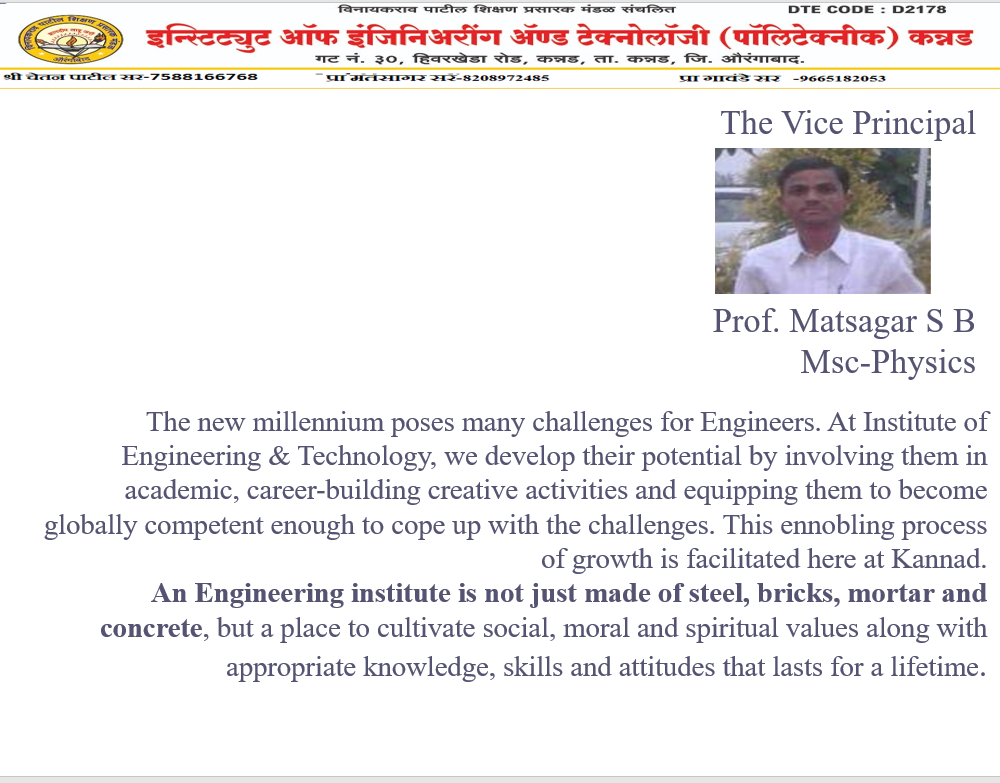 विनायकराव पाटील शिक्षण प्रसारक मंडळ संचलित
DTE CODE : D2178
इन्स्टिट्युट ऑफ इंजिनिअरींग ॲण्ड टेक्नोलॉजी (पॉलिटेक्नीक) कन्नड
गट नं. ३०, हिवरखेडा रोड, कन्नड, ता. कन्नड, जि. औरंगाबाद.
श्री चेतन पाटील सर-7588166768
प्रा मतसागर सर-8208972485
प्रा गावंडे सर -9665182053
The Vice Principal
Prof. Matsagar S B
Msc-Physics
The new millennium poses many challenges for Engineers. At Institute of
Engineering & Technology, we develop their potential by involving them in
academic, career-building creative activities and equipping them to become
globally competent enough to cope up with the challenges. This ennobling process
of growth is facilitated here at Kannad.
An Engineering institute is not just made of steel, bricks, mortar and
concrete, but a place to cultivate social, moral and spiritual values along with
appropriate knowledge, skills and attitudes that lasts for a lifetime.